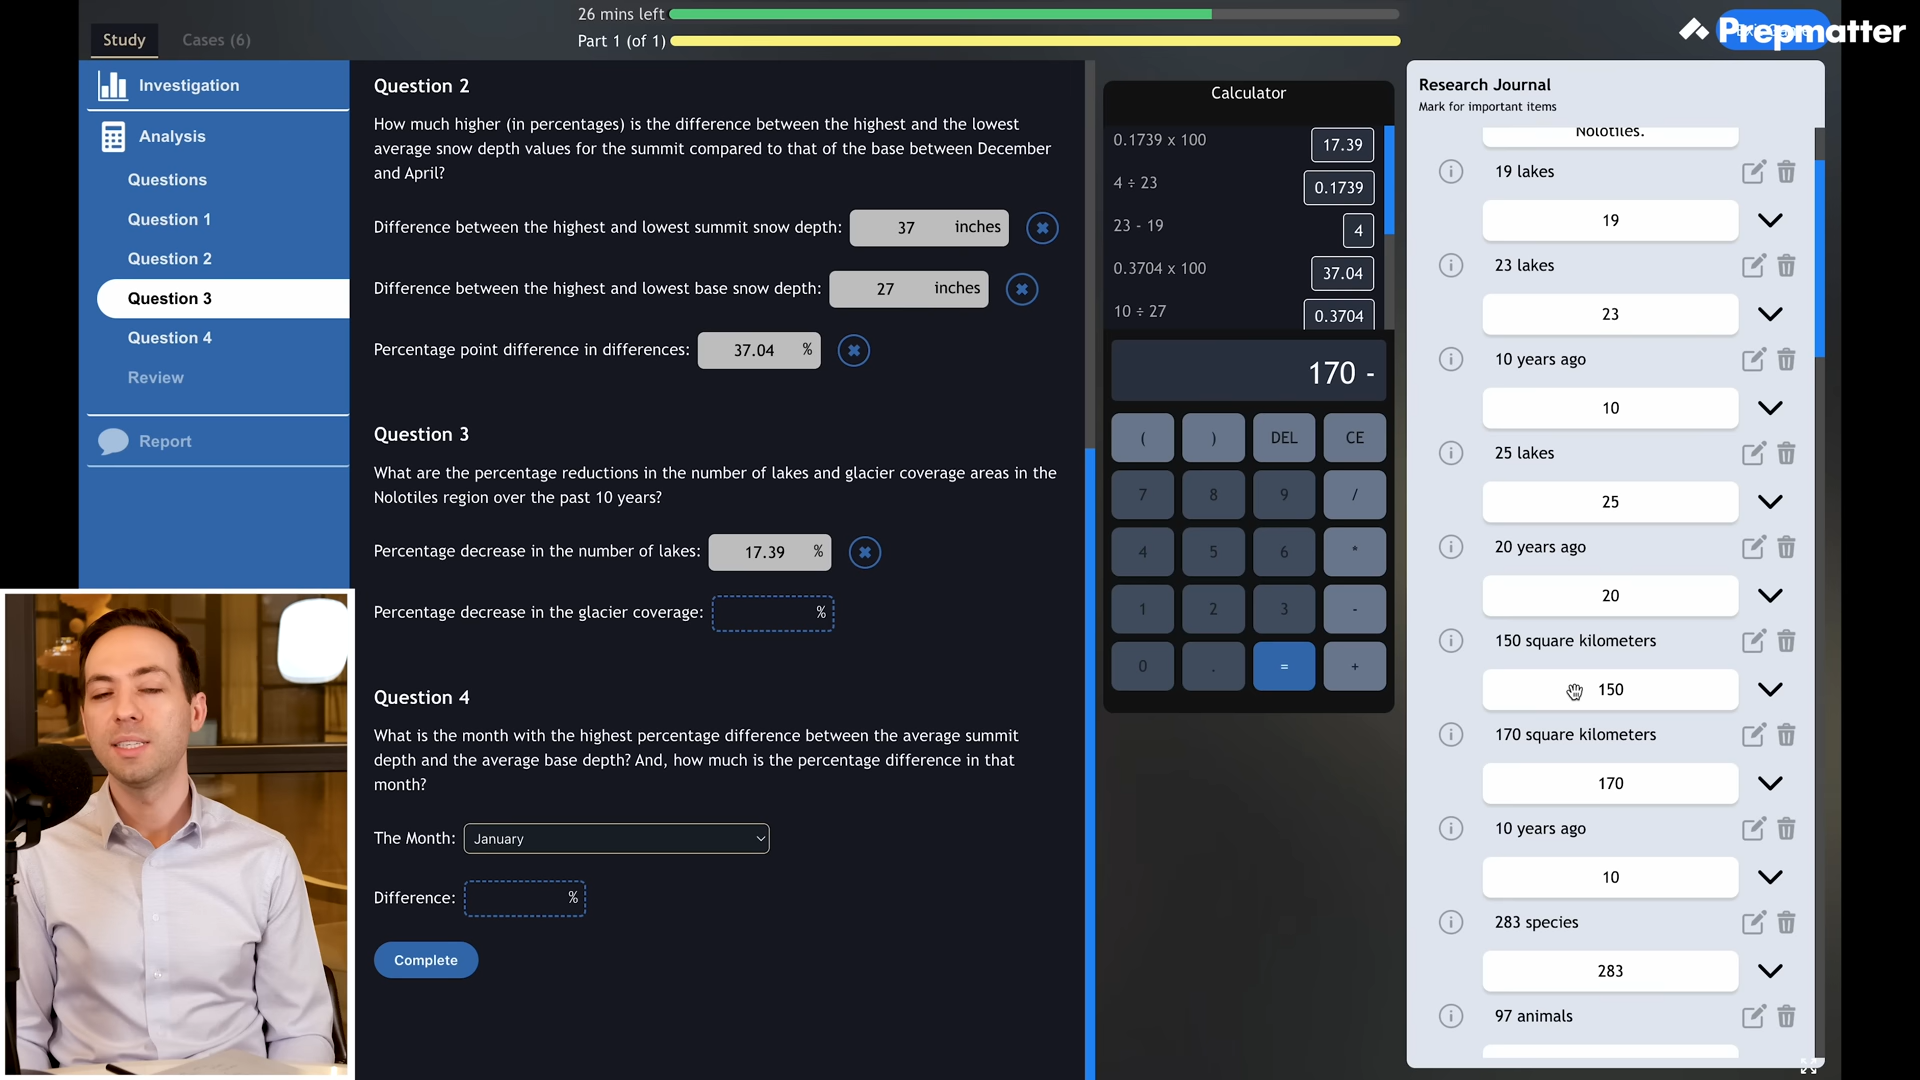 26 mins left
Part 1 (of 1)
Prepmatter
Study
Cases (6)
Investigation
Analysis
Questions
Question 1
Question 2
Question 3
Question 4
Review
Report
Question 2
How much higher (in percentages) is the difference between the highest and the lowest
average snow depth values for the summit compared to that of the base between December
and April?
Difference between the highest and lowest summit snow depth: 37 inches
Difference between the highest and lowest base snow depth: 27 inches
Percentage point difference in differences: 37.04 %
Question 3
What are the percentage reductions in the number of lakes and glacier coverage areas in the
Nolotiles region over the past 10 years?
Percentage decrease in the number of lakes: 17.39 %
Percentage decrease in the glacier coverage: %
Question 4
What is the month with the highest percentage difference between the average summit
depth and the average base depth? And, how much is the percentage difference in that
month?
The Month: January
Difference: %
Complete
Calculator
0.1739 x 100 17.39
4 ÷ 23 0.1739
23 - 19 4
0.3704 x 100 37.04
10 ÷ 27 0.3704
170 -
( ) DEL CE
7 8 9 /
4 5 6 *
1 2 3 -
0 . = +
Research Journal
Mark for important items
Nolotiles.
19 lakes
19
23 lakes
23
10 years ago
10
25 lakes
25
20 years ago
20
150 square kilometers
150
170 square kilometers
170
10 years ago
10
283 species
283
97 animals